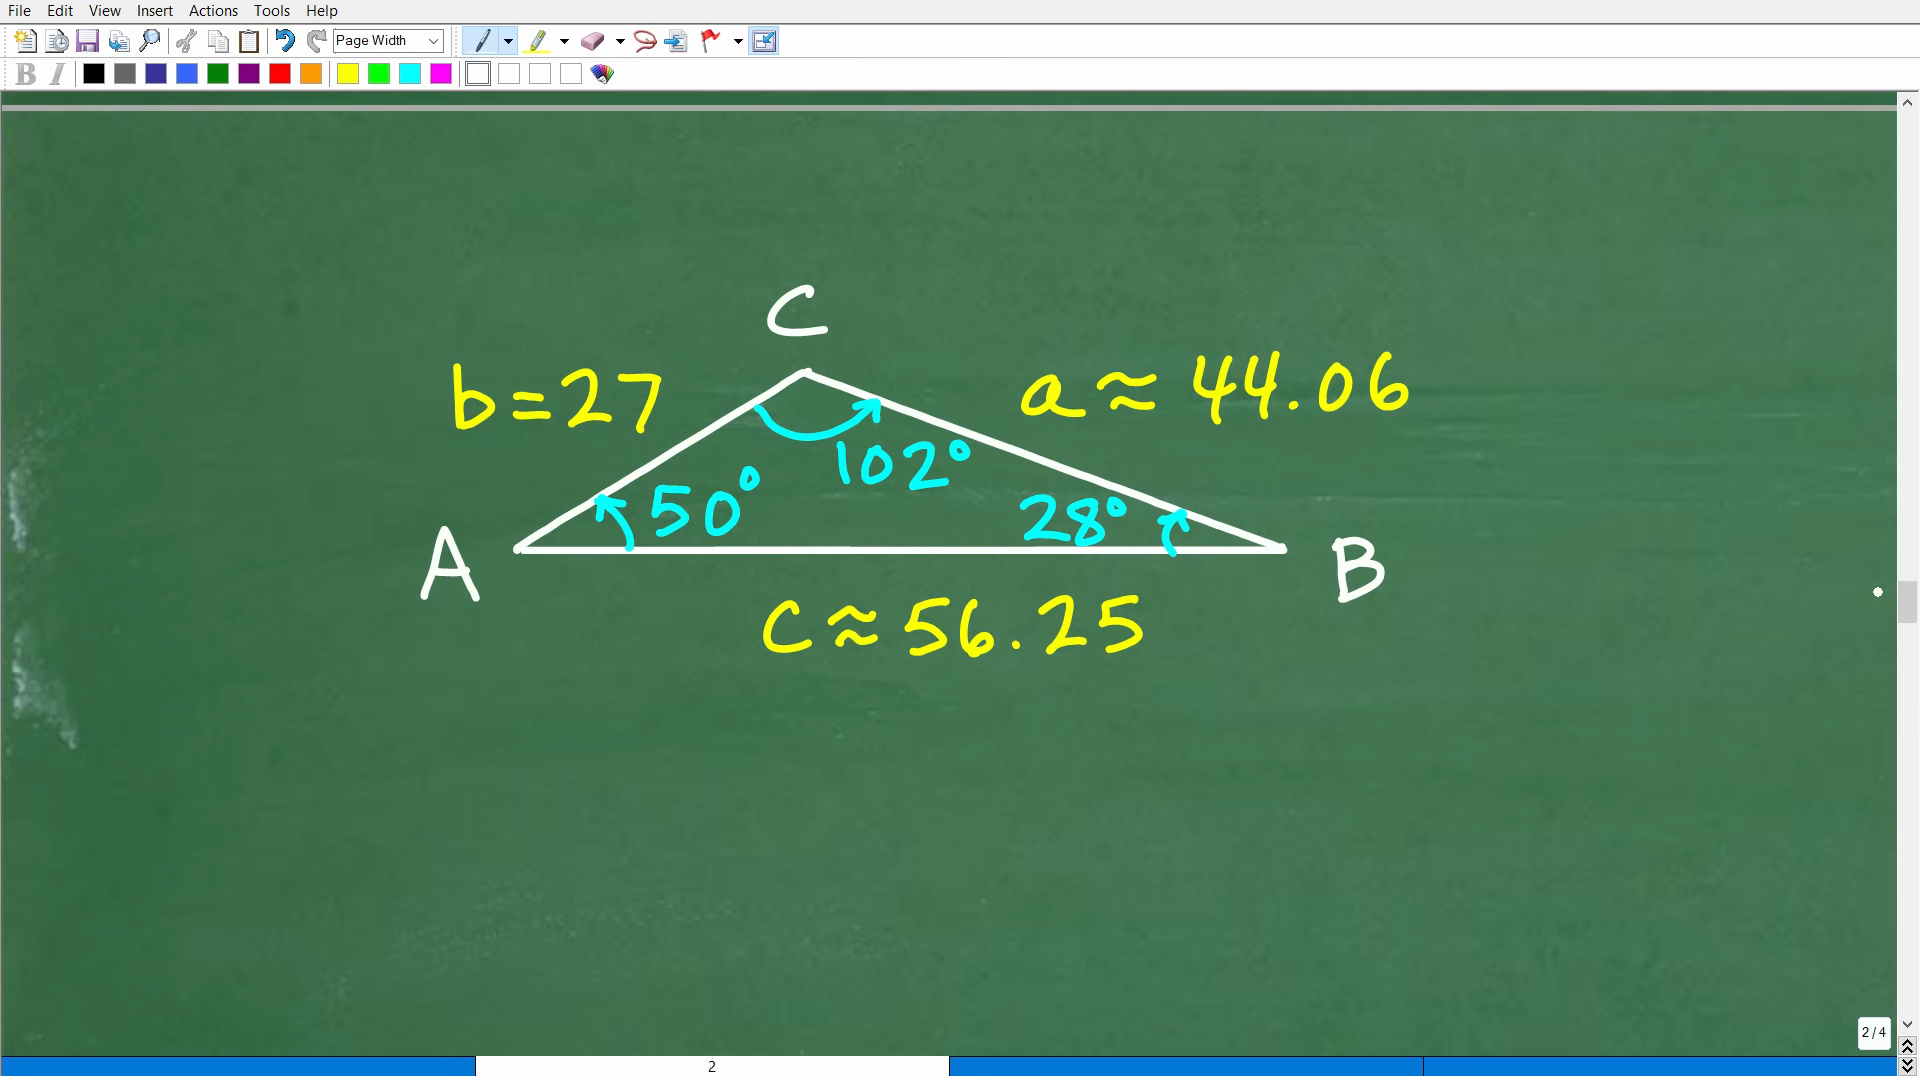 File Edit View Insert Actions Tools Help
Page Width
B I
C
b=27
a≈44.06
102°
50°
28°
A
B
c≈56.25
2/4
2